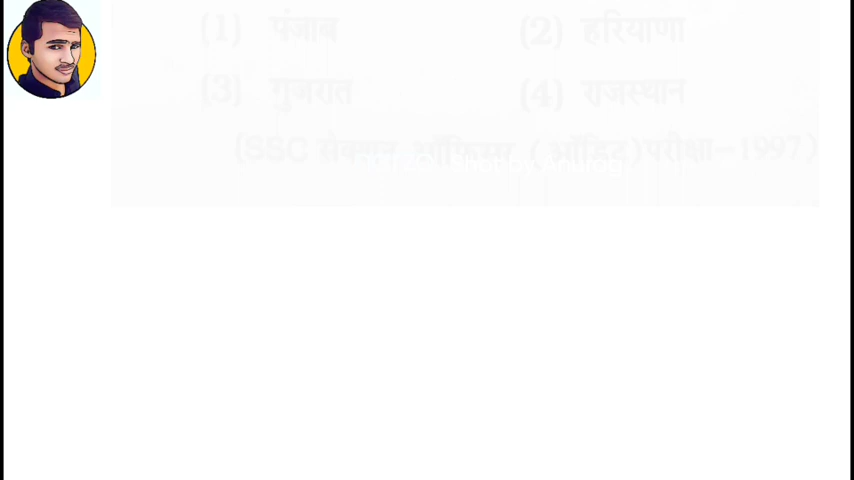 (1) पंजाब (2) हरियाणा
(3) गुजरात (4) राजस्थान
(SSC सेक्शन ऑफिसर (ऑडिट) परीक्षा-1997)